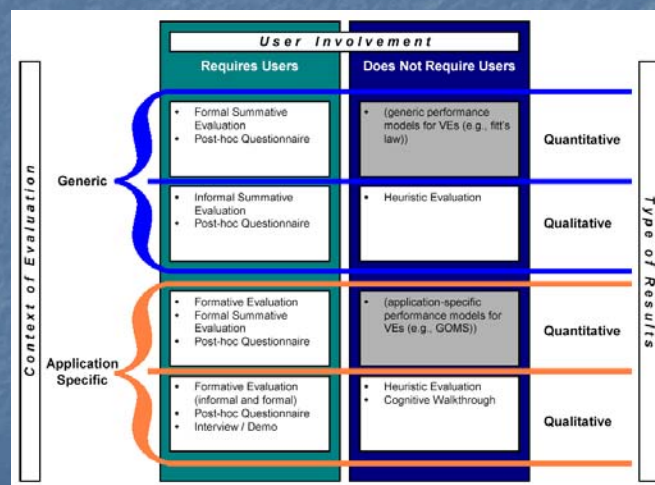 User Involvement
Requires Users
Does Not Require Users
Context of Evaluation
Type of Results
Generic
• Formal Summative
Evaluation
• Post-hoc Questionnaire
• (generic performance
models for VEs (e.g., fitt's
law))
Quantitative
• Informal Summative
Evaluation
• Post-hoc Questionnaire
• Heuristic Evaluation
Qualitative
Application
Specific
• Formative Evaluation
• Formal Summative
Evaluation
• Post-hoc Questionnaire
• (application-specific
performance models for
VEs (e.g., GOMS))
Quantitative
• Formative Evaluation
(informal and formal)
• Post-hoc Questionnaire
• Interview / Demo
• Heuristic Evaluation
• Cognitive Walkthrough
Qualitative